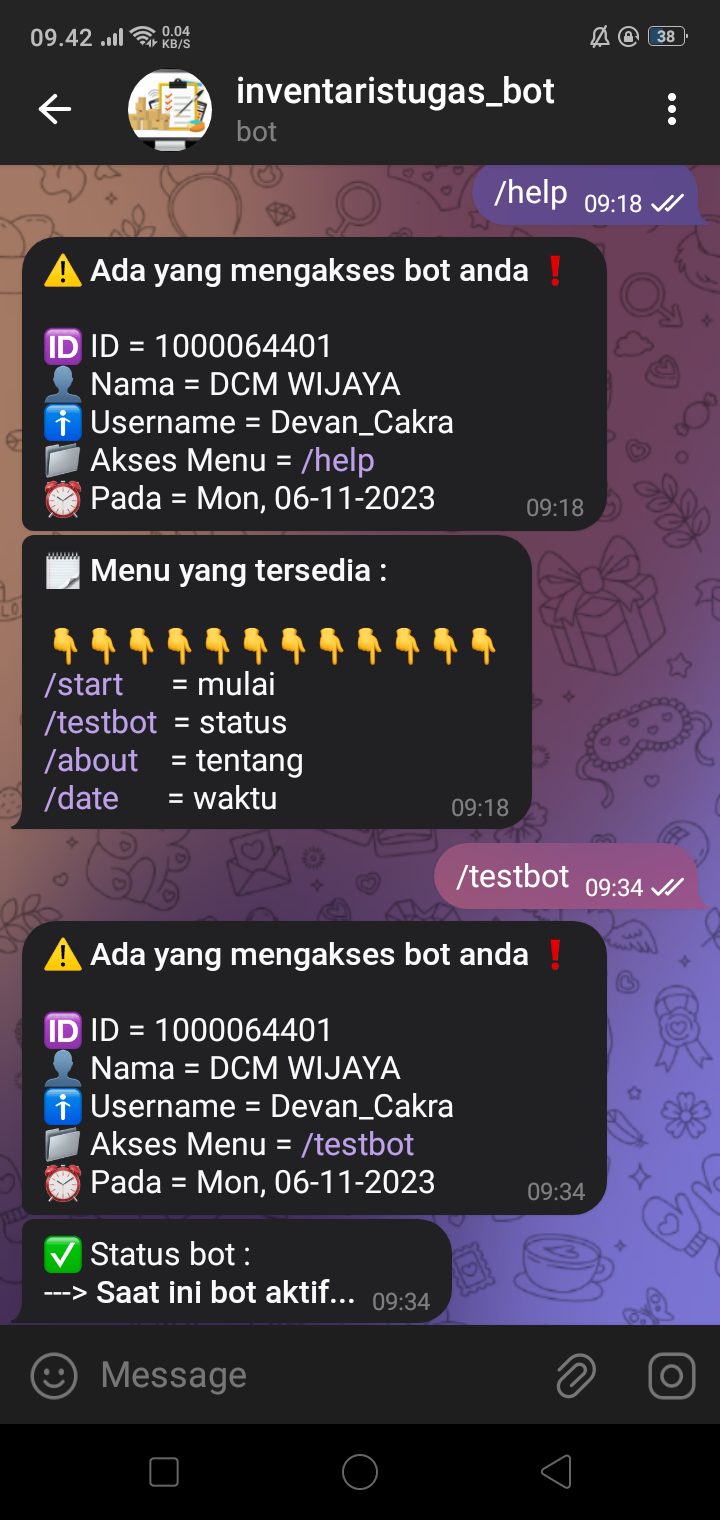 09.42 0.04 KB/S 38
inventaristugas_bot
bot
/help 09:18
⚠️ Ada yang mengakses bot anda ❗
🆔 ID = 1000064401
👤 Nama = DCM WIJAYA
🚹 Username = Devan_Cakra
📁 Akses Menu = /help
⏰ Pada = Mon, 06-11-2023 09:18
🗒 Menu yang tersedia :
👇👇👇👇👇👇👇👇👇👇👇👇
/start = mulai
/testbot = status
/about = tentang
/date = waktu 09:18
/testbot 09:34
⚠️ Ada yang mengakses bot anda ❗
🆔 ID = 1000064401
👤 Nama = DCM WIJAYA
🚹 Username = Devan_Cakra
📁 Akses Menu = /testbot
⏰ Pada = Mon, 06-11-2023 09:34
✅ Status bot :
---> Saat ini bot aktif... 09:34
Message